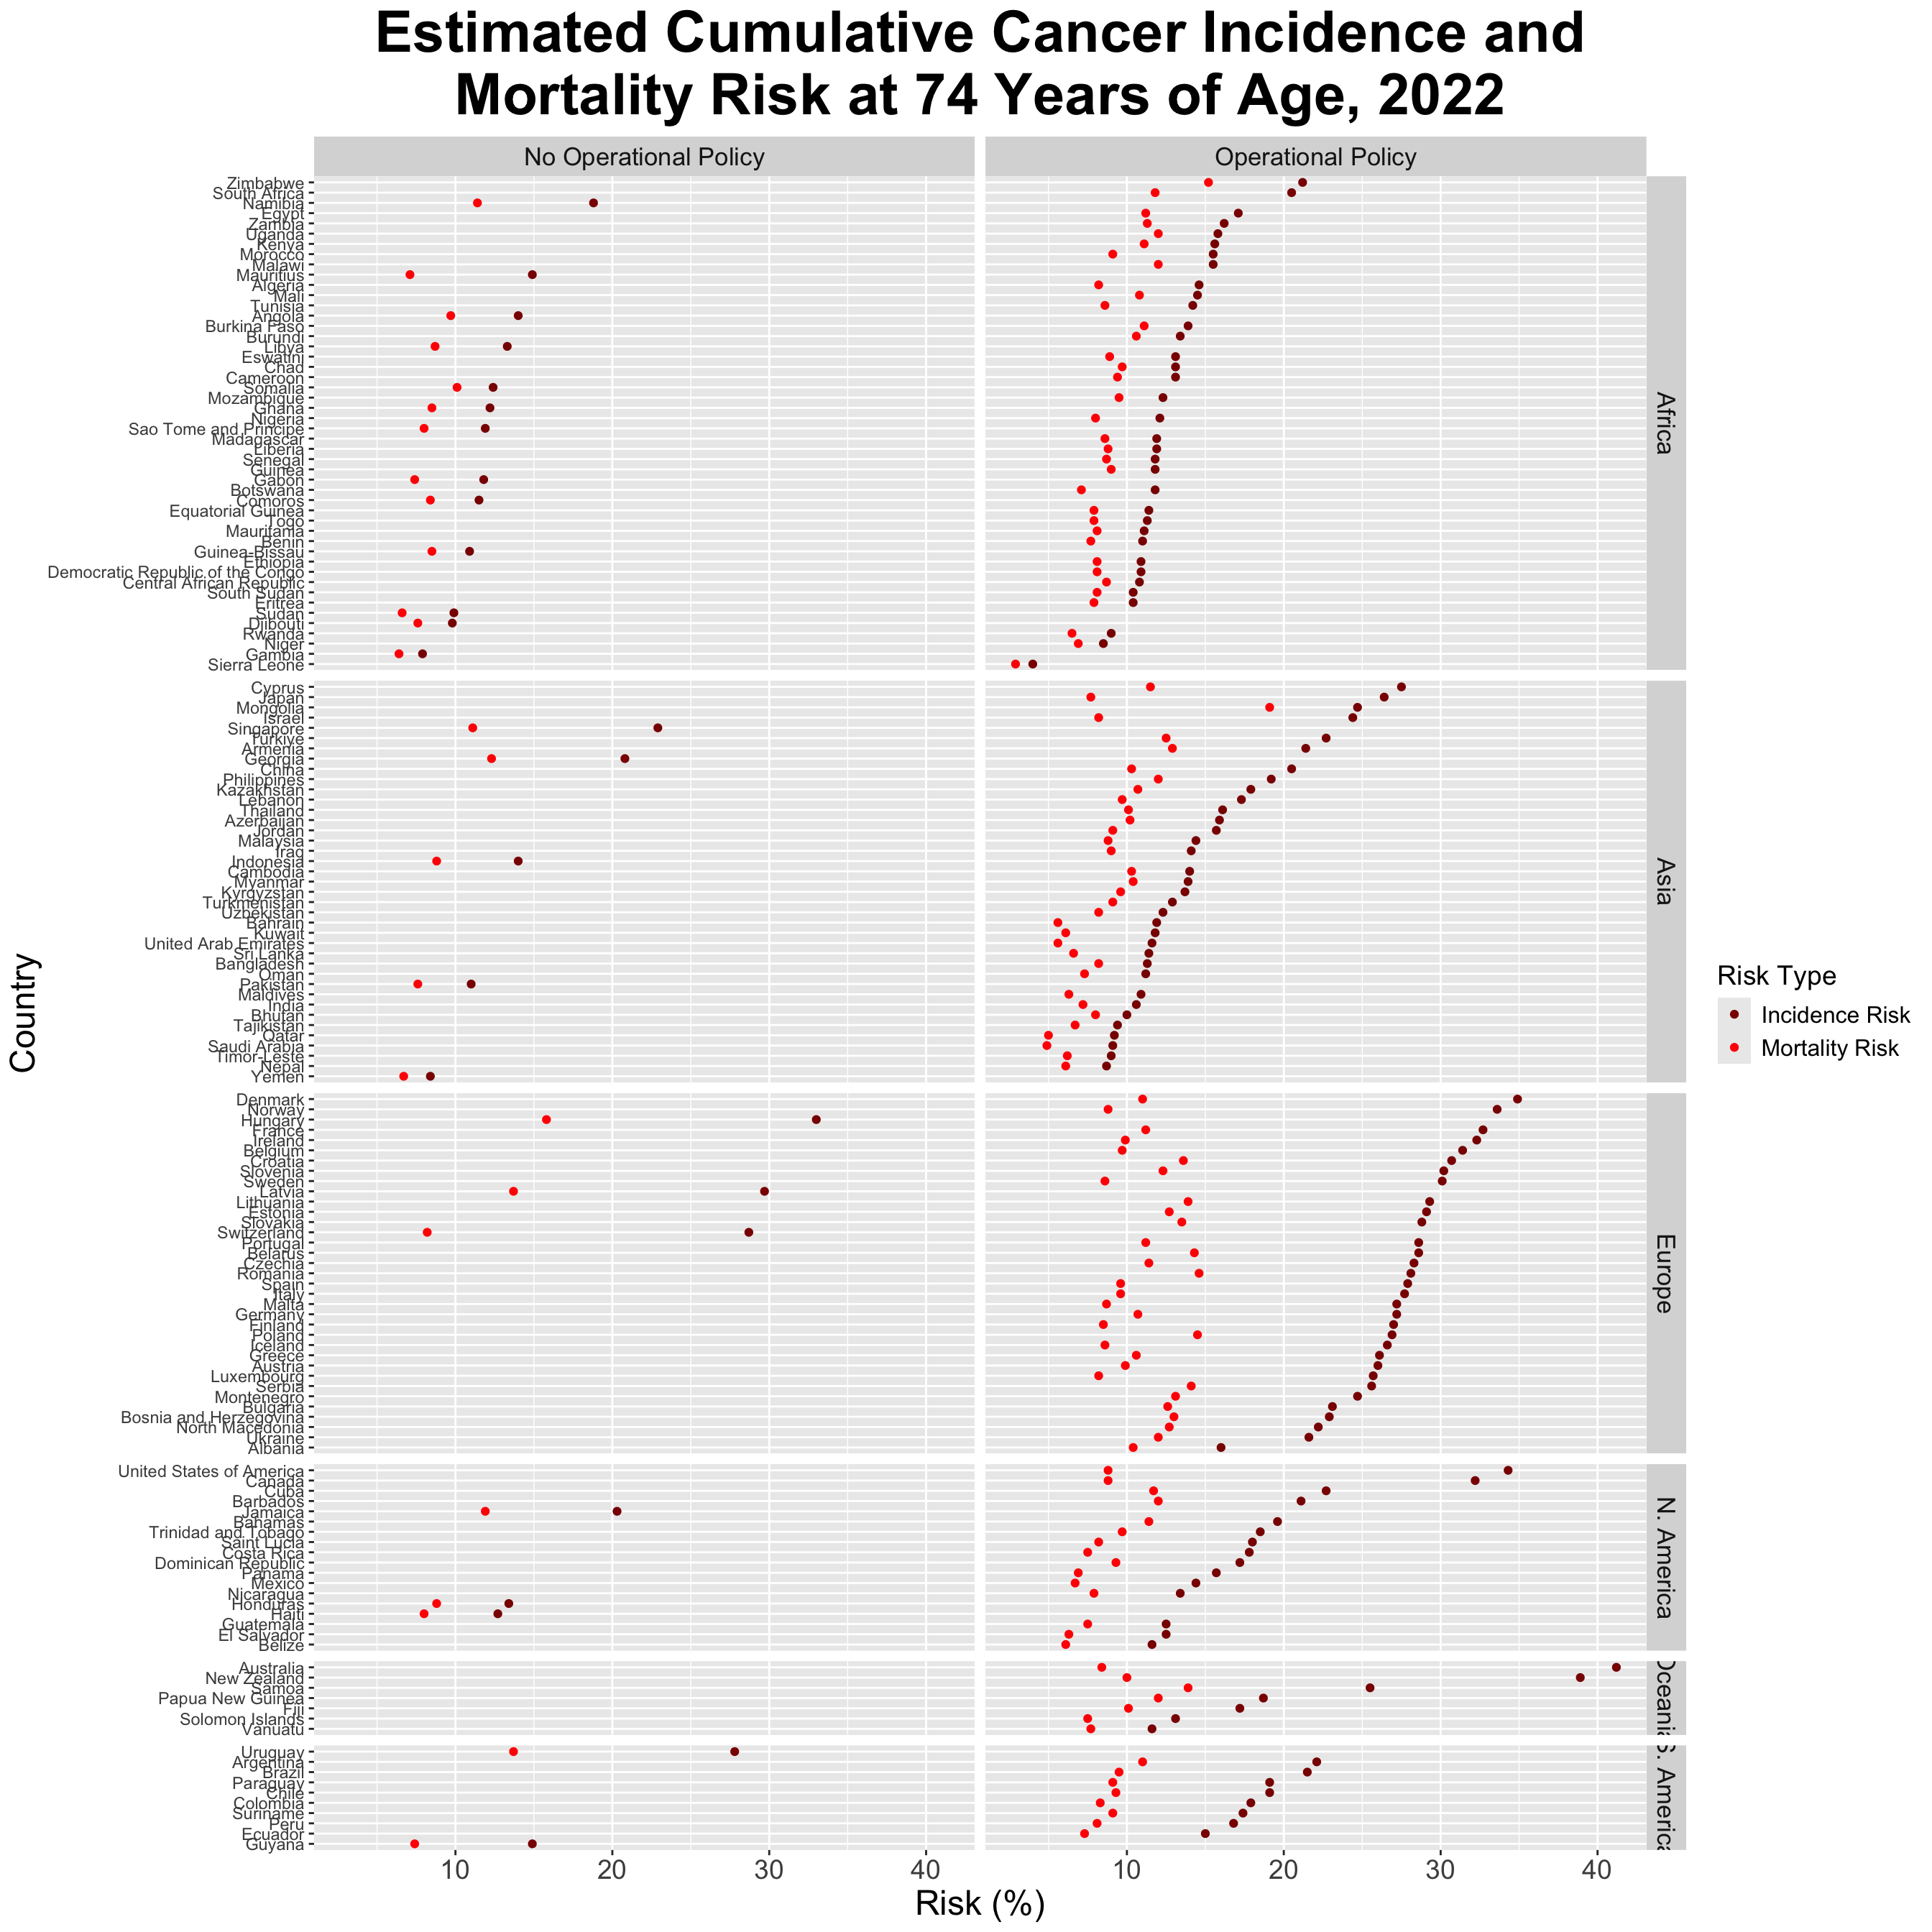 Estimated Cumulative Cancer Incidence and
Mortality Risk at 74 Years of Age, 2022
No Operational Policy
Operational Policy
Country
Zimbabwe
South Africa
Namibia
Egypt
Zambia
Uganda
Kenya
Morocco
Malawi
Mauritius
Algeria
Mali
Tunisia
Angola
Burkina Faso
Burundi
Libya
Eswatini
Chad
Cameroon
Somalia
Mozambique
Ghana
Nigeria
Sao Tome and Principe
Madagascar
Liberia
Senegal
Guinea
Gabon
Botswana
Comoros
Equatorial Guinea
Togo
Mauritania
Benin
Guinea-Bissau
Ethiopia
Democratic Republic of the Congo
Central African Republic
South Sudan
Eritrea
Sudan
Djibouti
Rwanda
Niger
Gambia
Sierra Leone
Africa
Cyprus
Japan
Mongolia
Israel
Singapore
Türkiye
Armenia
Georgia
China
Philippines
Kazakhstan
Lebanon
Thailand
Azerbaijan
Jordan
Malaysia
Iraq
Indonesia
Cambodia
Myanmar
Kyrgyzstan
Turkmenistan
Uzbekistan
Bahrain
Kuwait
United Arab Emirates
Sri Lanka
Bangladesh
Oman
Pakistan
Maldives
India
Bhutan
Tajikistan
Qatar
Saudi Arabia
Timor-Leste
Nepal
Yemen
Asia
Denmark
Norway
Hungary
France
Ireland
Belgium
Croatia
Slovenia
Sweden
Latvia
Lithuania
Estonia
Slovakia
Switzerland
Portugal
Belarus
Czechia
Romania
Spain
Italy
Malta
Germany
Finland
Poland
Iceland
Greece
Austria
Luxembourg
Serbia
Montenegro
Bulgaria
Bosnia and Herzegovina
North Macedonia
Ukraine
Albania
Europe
United States of America
Canada
Cuba
Barbados
Jamaica
Bahamas
Trinidad and Tobago
Saint Lucia
Costa Rica
Dominican Republic
Panama
Mexico
Nicaragua
Honduras
Haiti
Guatemala
El Salvador
Belize
N. America
Australia
New Zealand
Samoa
Papua New Guinea
Fiji
Solomon Islands
Vanuatu
Oceania
Uruguay
Argentina
Brazil
Paraguay
Chile
Colombia
Suriname
Peru
Ecuador
Guyana
S. America
10 20 30 40
10 20 30 40
Risk (%)
Risk Type
Incidence Risk
Mortality Risk